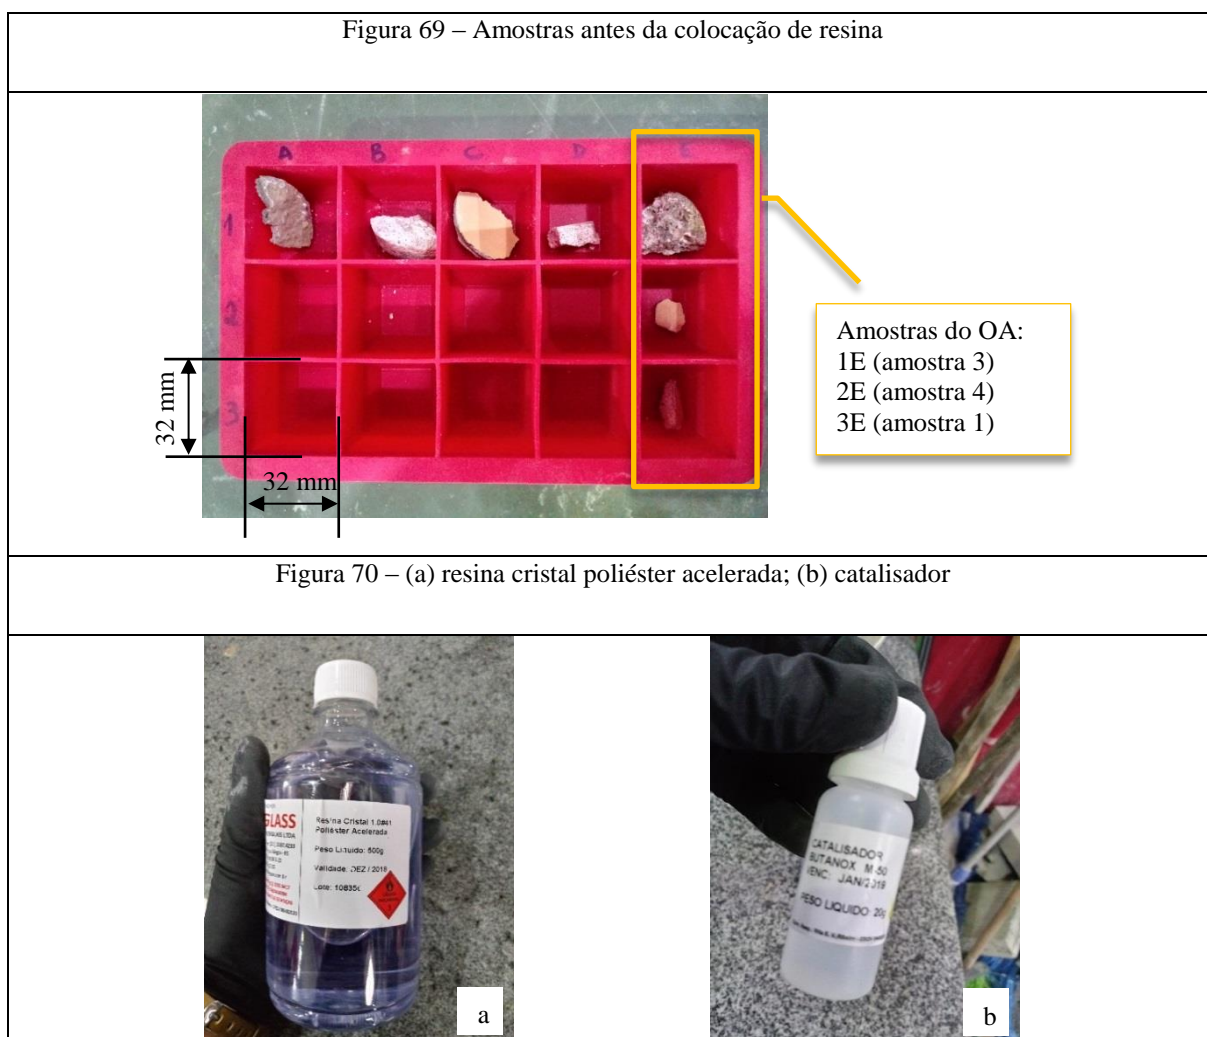 Figura 69 – Amostras antes da colocação de resina
A B C D E
1
2
3
32 mm
32 mm
Amostras do OA:
1E (amostra 3)
2E (amostra 4)
3E (amostra 1)
Figura 70 – (a) resina cristal poliéster acelerada; (b) catalisador
GLASS
Resina Cristal
Poliéster Acelerada
Peso Líquido: 500g
Validade: DEZ / 2018
Lote:
a
CATALISADOR
BUTANOX M-50
VENC: JAN/2019
PESO LIQUIDO: 20g
b